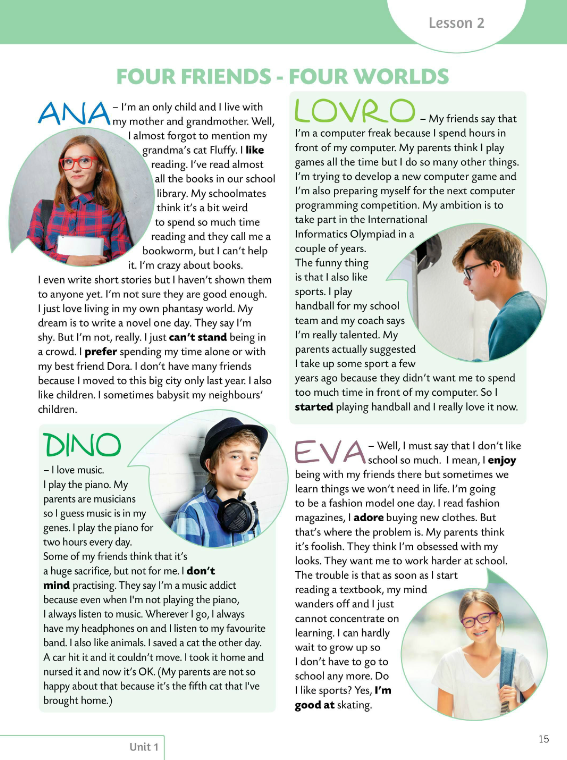 Lesson 2
FOUR FRIENDS - FOUR WORLDS
ANA – I'm an only child and I live with
my mother and grandmother. Well,
I almost forgot to mention my
grandma's cat Fluffy. I like
reading. I've read almost
all the books in our school
library. My schoolmates
think it's a bit weird
to spend so much time
reading and they call me a
bookworm, but I can't help
it. I'm crazy about books.
I even write short stories but I haven't shown them
to anyone yet. I'm not sure they are good enough.
I just love living in my own phantasy world. My
dream is to write a novel one day. They say I'm
shy. But I'm not, really. I just can't stand being in
a crowd. I prefer spending my time alone or with
my best friend Dora. I don't have many friends
because I moved to this big city only last year. I also
like children. I sometimes babysit my neighbours'
children.
DINO
– I love music.
I play the piano. My
parents are musicians
so I guess music is in my
genes. I play the piano for
two hours every day.
Some of my friends think that it's
a huge sacrifice, but not for me. I don't
mind practising. They say I'm a music addict
because even when I'm not playing the piano,
I always listen to music. Wherever I go, I always
have my headphones on and I listen to my favourite
band. I also like animals. I saved a cat the other day.
A car hit it and it couldn't move. I took it home and
nursed it and now it's OK. (My parents are not so
happy about that because it's the fifth cat that I've
brought home.)
LOVRO – My friends say that
I'm a computer freak because I spend hours in
front of my computer. My parents think I play
games all the time but I do so many other things.
I'm trying to develop a new computer game and
I'm also preparing myself for the next computer
programming competition. My ambition is to
take part in the International
Informatics Olympiad in a
couple of years.
The funny thing
is that I also like
sports. I play
handball for my school
team and my coach says
I'm really talented. My
parents actually suggested
I take up some sport a few
years ago because they didn't want me to spend
too much time in front of my computer. So I
started playing handball and I really love it now.
EVA – Well, I must say that I don't like
school so much. I mean, I enjoy
being with my friends there but sometimes we
learn things we won't need in life. I'm going
to be a fashion model one day. I read fashion
magazines, I adore buying new clothes. But
that's where the problem is. My parents think
it's foolish. They think I'm obsessed with my
looks. They want me to work harder at school.
The trouble is that as soon as I start
reading a textbook, my mind
wanders off and I just
cannot concentrate on
learning. I can hardly
wait to grow up so
I don't have to go to
school any more. Do
I like sports? Yes, I'm
good at skating.
Unit 1
15